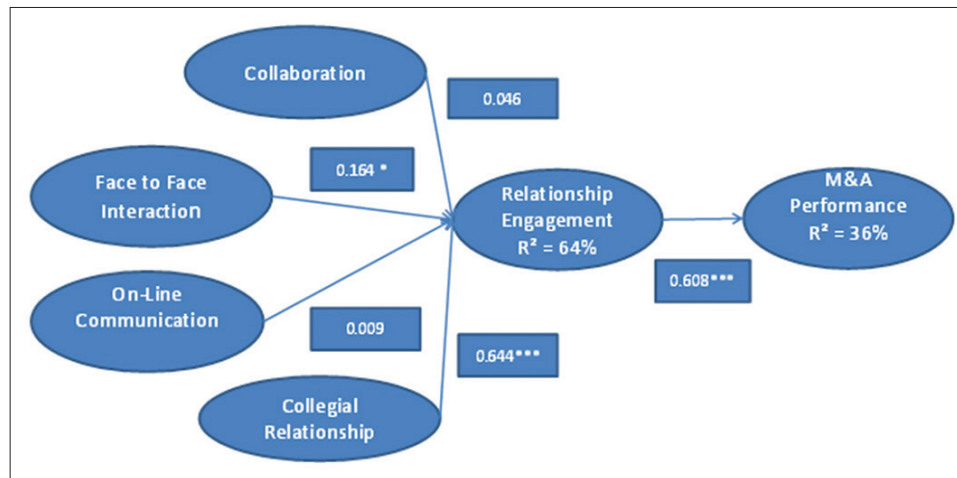 Collaboration
0.046
0.164 *
Face to Face
Interaction
Relationship
Engagement
R² = 64%
M&A
Performance
R² = 36%
0.608***
On-Line
Communication
0.009
0.644***
Collegial
Relationship